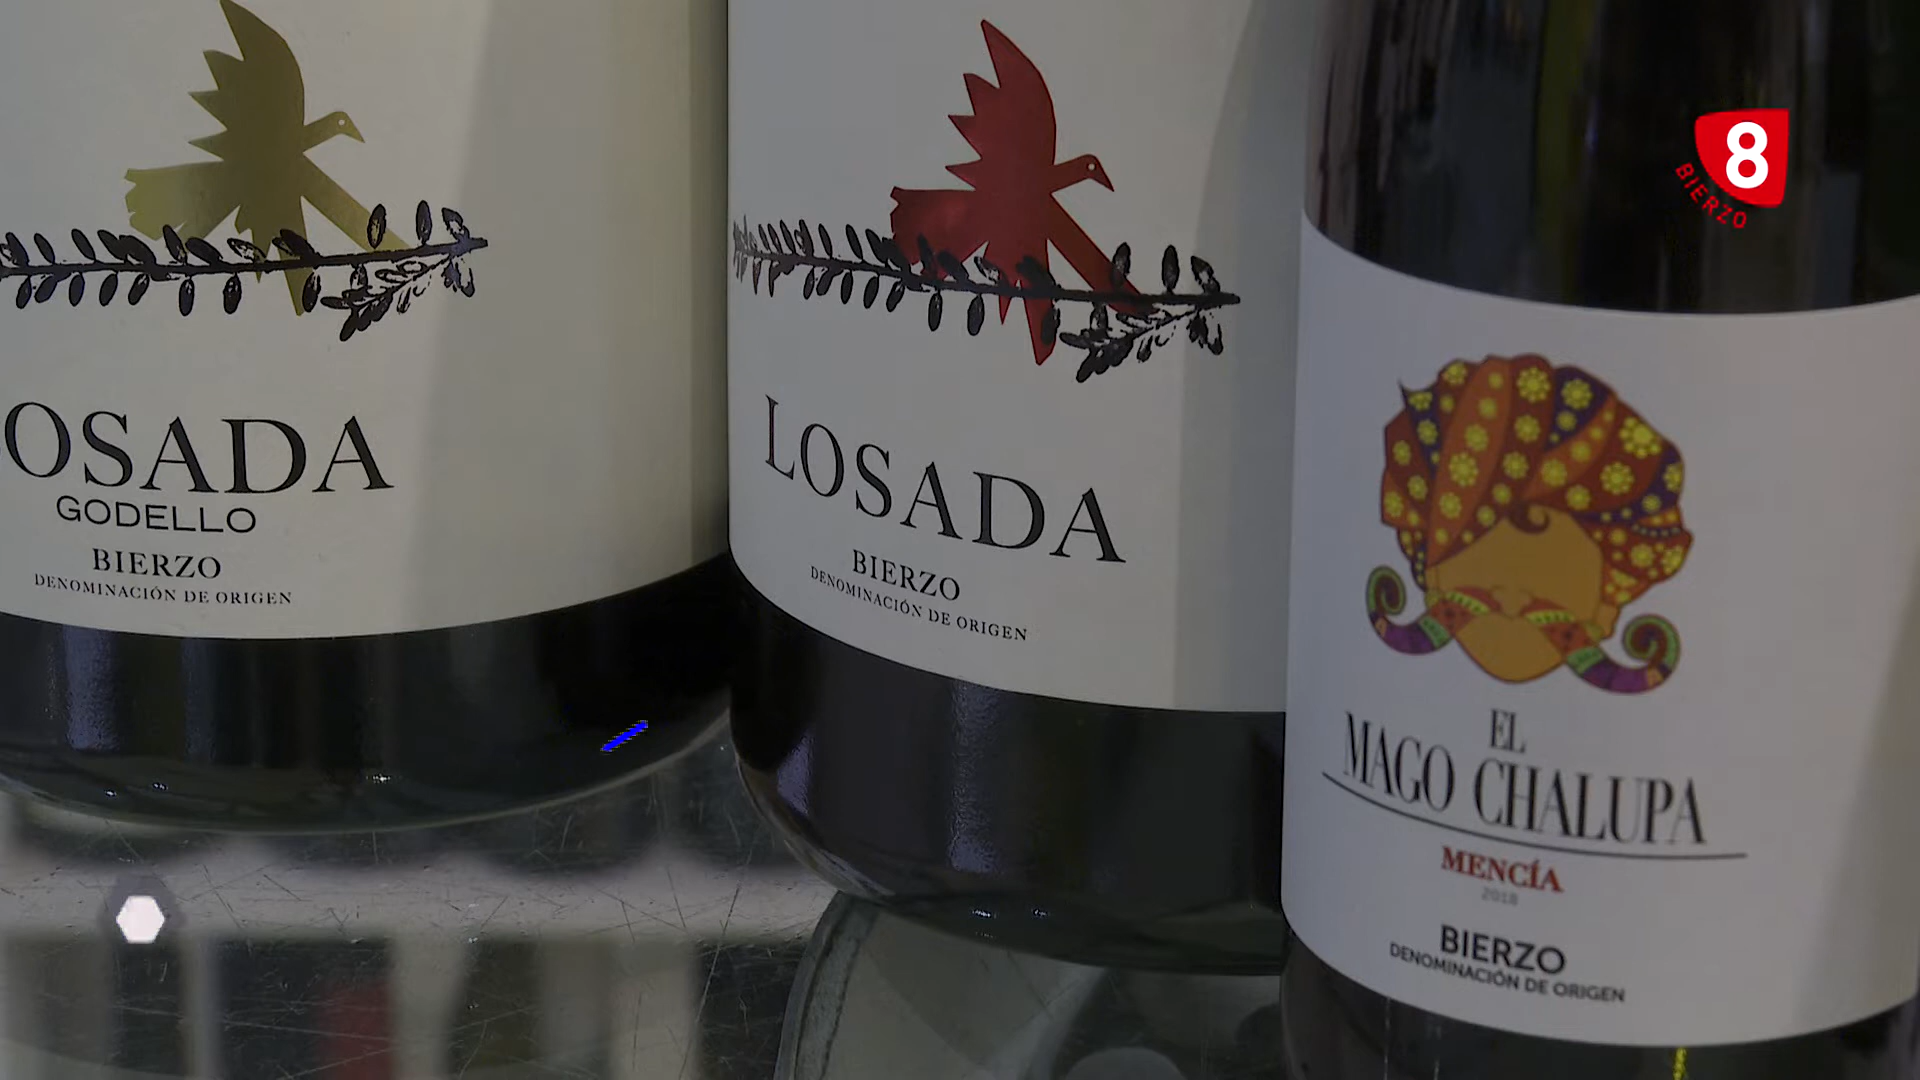 OSADA
GODELLO
BIERZO
DENOMINACIÓN DE ORIGEN
LOSADA
BIERZO
DENOMINACIÓN DE ORIGEN
8
BIERZO
EL
MAGO CHALUPA
MENCÍA
2018
BIERZO
DENOMINACIÓN DE ORIGEN